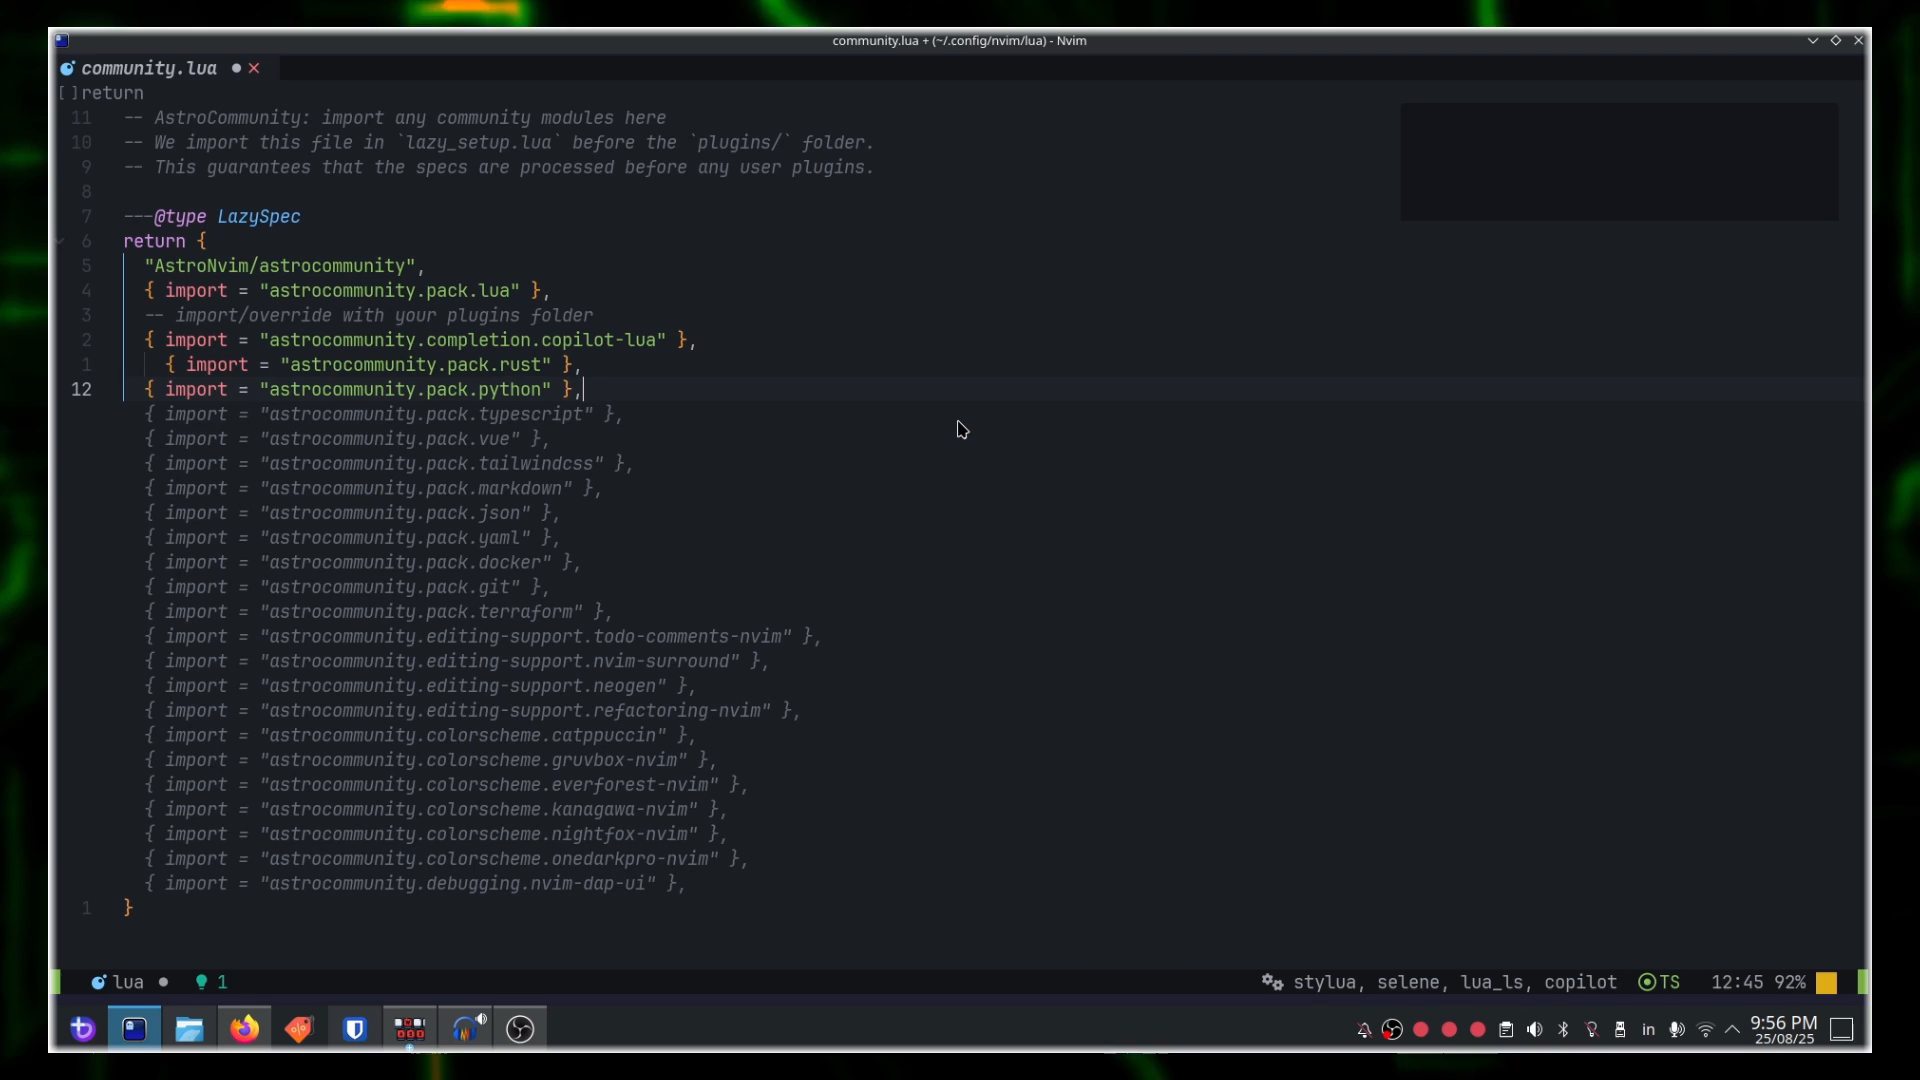 community.lua + (~/.config/nvim/lua) - Nvim
community.lua
[ ]return
11 -- AstroCommunity: import any community modules here
10 -- We import this file in `lazy_setup.lua` before the `plugins/` folder.
9 -- This guarantees that the specs are processed before any user plugins.
8
7 ---@type LazySpec
6 return {
5 "AstroNvim/astrocommunity",
4 { import = "astrocommunity.pack.lua" },
3 -- import/override with your plugins folder
2 { import = "astrocommunity.completion.copilot-lua" },
1 { import = "astrocommunity.pack.rust" },
12 { import = "astrocommunity.pack.python" },
{ import = "astrocommunity.pack.typescript" },
{ import = "astrocommunity.pack.vue" },
{ import = "astrocommunity.pack.tailwindcss" },
{ import = "astrocommunity.pack.markdown" },
{ import = "astrocommunity.pack.json" },
{ import = "astrocommunity.pack.yaml" },
{ import = "astrocommunity.pack.docker" },
{ import = "astrocommunity.pack.git" },
{ import = "astrocommunity.pack.terraform" },
{ import = "astrocommunity.editing-support.todo-comments-nvim" },
{ import = "astrocommunity.editing-support.nvim-surround" },
{ import = "astrocommunity.editing-support.neogen" },
{ import = "astrocommunity.editing-support.refactoring-nvim" },
{ import = "astrocommunity.colorscheme.catppuccin" },
{ import = "astrocommunity.colorscheme.gruvbox-nvim" },
{ import = "astrocommunity.colorscheme.everforest-nvim" },
{ import = "astrocommunity.colorscheme.kanagawa-nvim" },
{ import = "astrocommunity.colorscheme.nightfox-nvim" },
{ import = "astrocommunity.colorscheme.onedarkpro-nvim" },
{ import = "astrocommunity.debugging.nvim-dap-ui" },
1 }
lua 1 stylua, selene, lua_ls, copilot TS 12:45 92%
in 9:56 PM
25/08/25